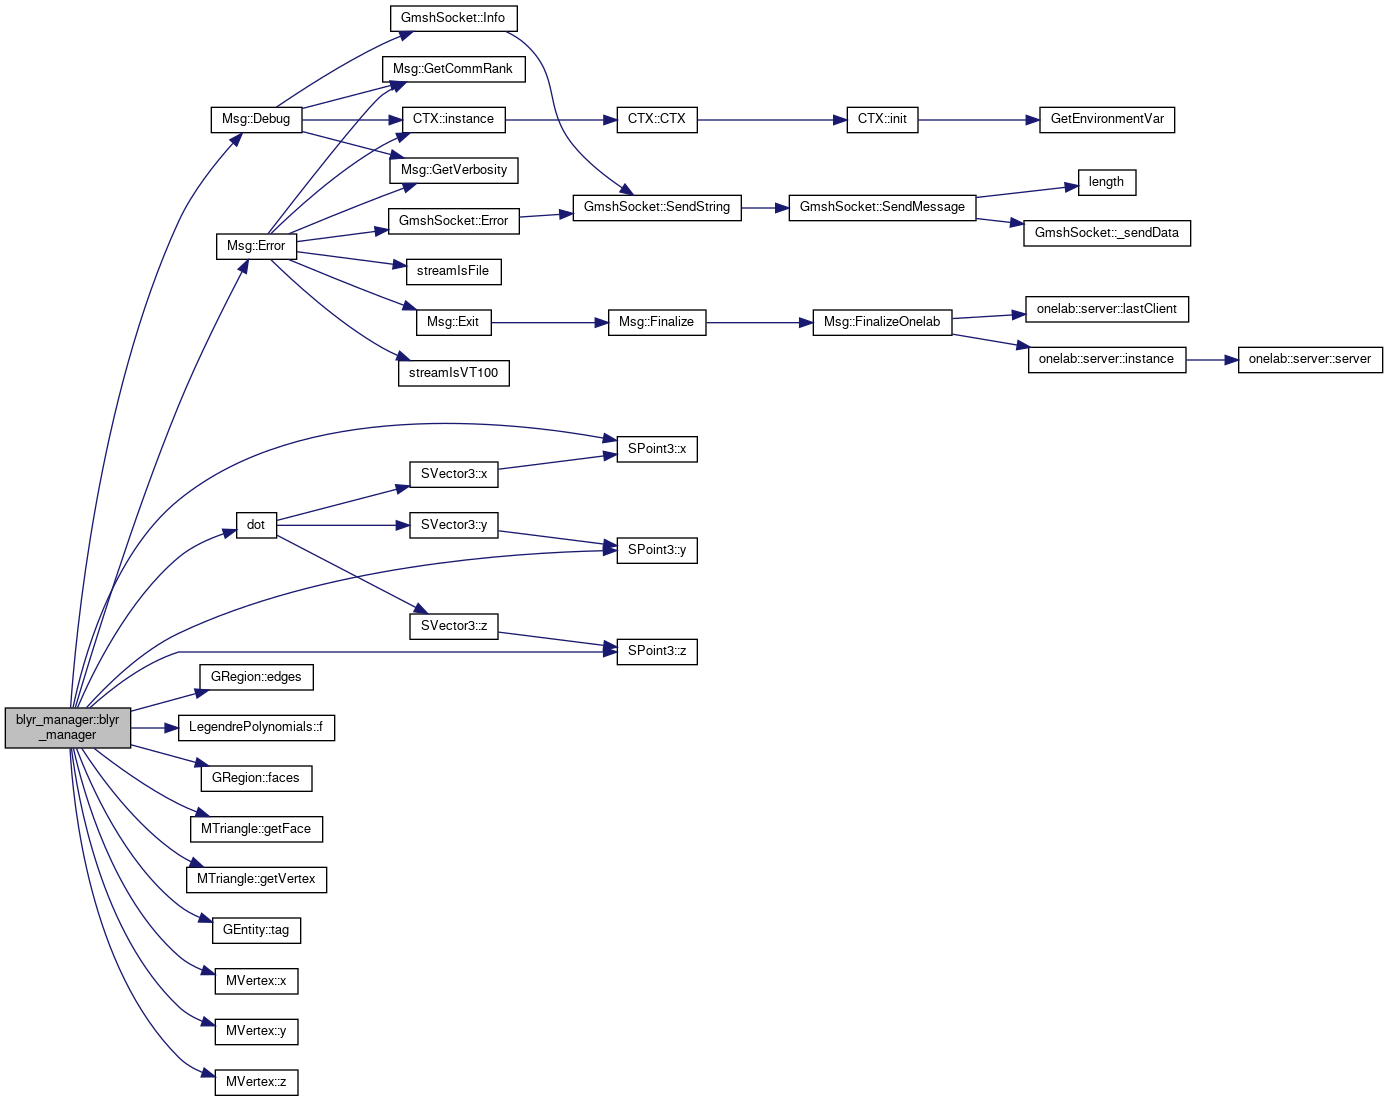 GmshSocket::Info
Msg::GetCommRank
Msg::Debug
CTX::instance
CTX::CTX
CTX::init
GetEnvironmentVar
Msg::GetVerbosity
length
GmshSocket::Error
GmshSocket::SendString
GmshSocket::SendMessage
GmshSocket::_sendData
Msg::Error
streamIsFile
Msg::Exit
Msg::Finalize
Msg::FinalizeOnelab
onelab::server::lastClient
onelab::server::instance
onelab::server::server
streamIsVT100
SPoint3::x
SVector3::x
dot
SVector3::y
SPoint3::y
SVector3::z
SPoint3::z
GRegion::edges
blyr_manager::blyr
_manager
LegendrePolynomials::f
GRegion::faces
MTriangle::getFace
MTriangle::getVertex
GEntity::tag
MVertex::x
MVertex::y
MVertex::z